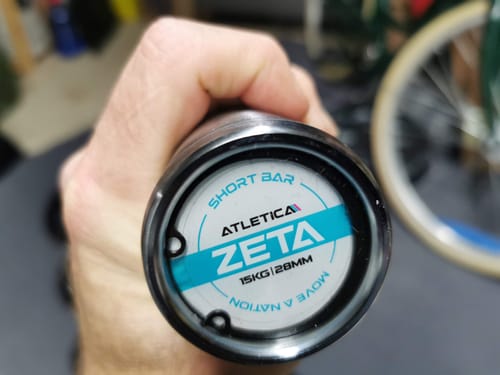 SHORT BAR
ATLETICA
ZETA
15KG|28MM
MOVE A NATION